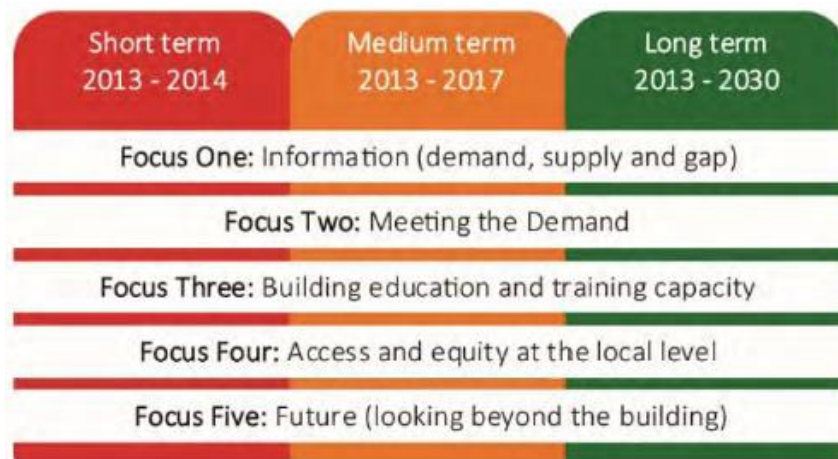 Short term
2013 - 2014
Medium term
2013 - 2017
Long term
2013 - 2030
Focus One: Information (demand, supply and gap)
Focus Two: Meeting the Demand
Focus Three: Building education and training capacity
Focus Four: Access and equity at the local level
Focus Five: Future (looking beyond the building)